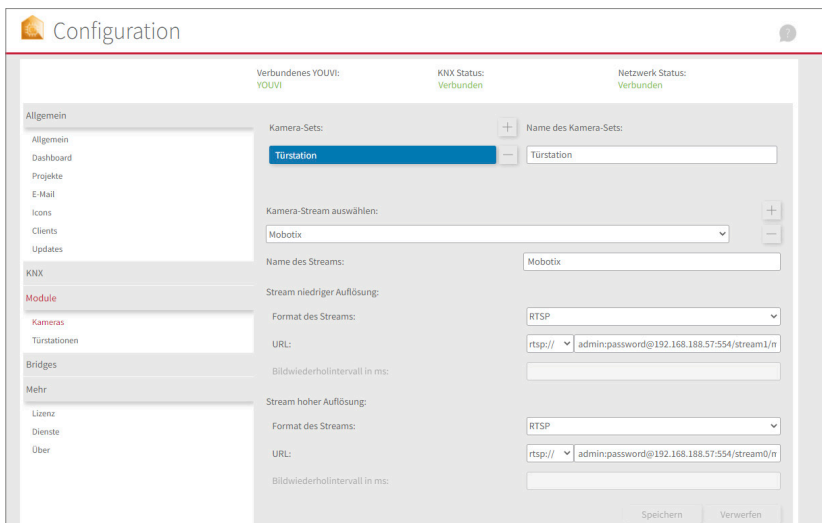 Configuration
?
Verbundenes YOUVI: KNX Status: Netzwerk Status:
YOUVI Verbunden Verbunden
Allgemein
Allgemein
Dashboard
Projekte
E-Mail
Icons
Clients
Updates
KNX
Module
Kameras
Türstationen
Bridges
Mehr
Lizenz
Dienste
Über
Kamera-Sets: + Name des Kamera-Sets:
Türstation − Türstation
Kamera-Stream auswählen: +
Mobotix −
Name des Streams: Mobotix
Stream niedriger Auflösung:
Format des Streams: RTSP
URL: rtsp:// admin:password@192.168.188.57:554/stream1/m
Bildwiederholintervall in ms:
Stream hoher Auflösung:
Format des Streams: RTSP
URL: rtsp:// admin:password@192.168.188.57:554/stream0/m
Bildwiederholintervall in ms:
Speichern Verwerfen